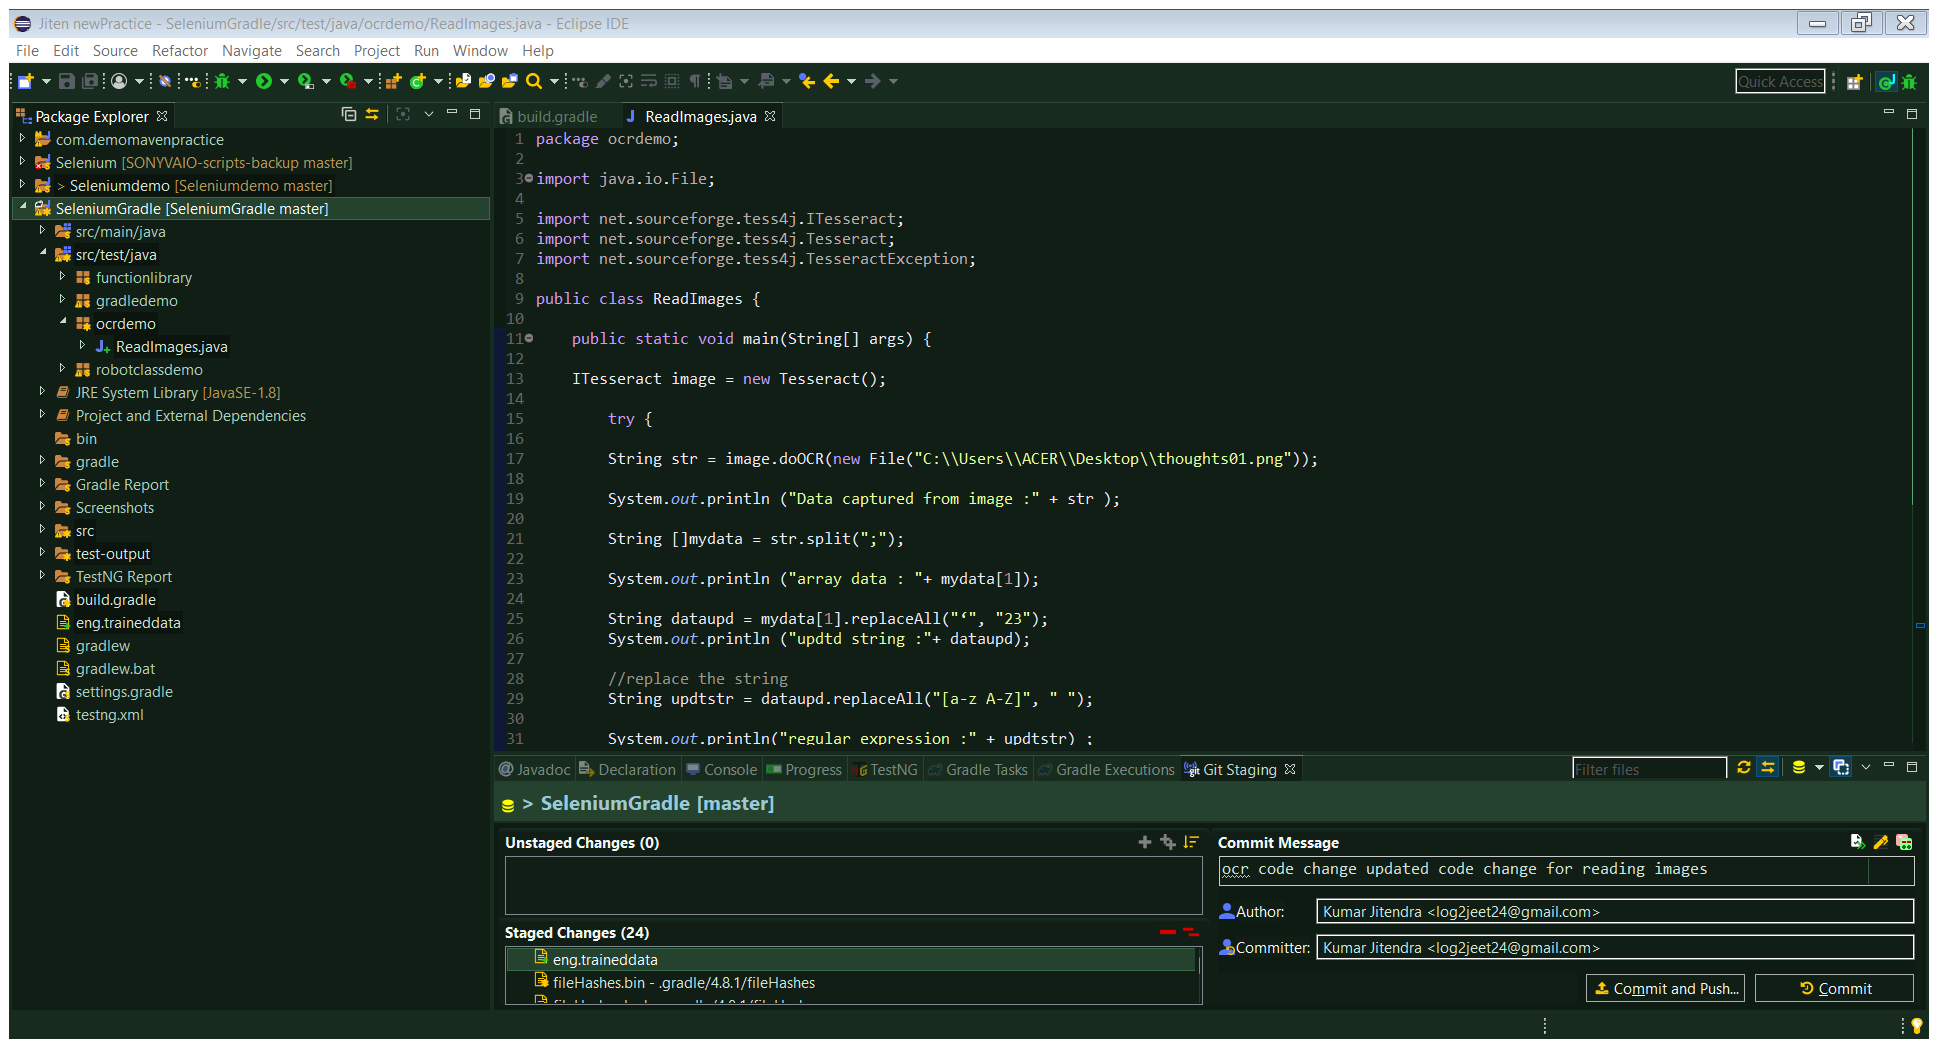 Jiten newPractice - SeleniumGradle/src/test/java/ocrdemo/ReadImages.java - Eclipse IDE
File Edit Source Refactor Navigate Search Project Run Window Help
Quick Access
Package Explorer
com.demomavenpractice
Selenium [SONYVAIO-scripts-backup master]
> Seleniumdemo [Seleniumdemo master]
SeleniumGradle [SeleniumGradle master]
src/main/java
src/test/java
functionlibrary
gradledemo
ocrdemo
ReadImages.java
robotclassdemo
JRE System Library [JavaSE-1.8]
Project and External Dependencies
bin
gradle
Gradle Report
Screenshots
src
test-output
TestNG Report
build.gradle
eng.traineddata
gradlew
gradlew.bat
settings.gradle
testng.xml
build.gradle ReadImages.java
1 package ocrdemo;
2
3 import java.io.File;
4
5 import net.sourceforge.tess4j.ITesseract;
6 import net.sourceforge.tess4j.Tesseract;
7 import net.sourceforge.tess4j.TesseractException;
8
9 public class ReadImages {
10
11 public static void main(String[] args) {
12
13 ITesseract image = new Tesseract();
14
15 try {
16
17 String str = image.doOCR(new File("C:\\Users\\ACER\\Desktop\\thoughts01.png"));
18
19 System.out.println ("Data captured from image :" + str );
20
21 String []mydata = str.split(";");
22
23 System.out.println ("array data : "+ mydata[1]);
24
25 String dataupd = mydata[1].replaceAll("‘", "23");
26 System.out.println ("updtd string :"+ dataupd);
27
28 //replace the string
29 String updtstr = dataupd.replaceAll("[a-z A-Z]", " ");
30
31 System.out.println("regular expression :" + updtstr) ;
@ Javadoc Declaration Console Progress TestNG Gradle Tasks Gradle Executions Git Staging
Filter files
> SeleniumGradle [master]
Unstaged Changes (0)
Staged Changes (24)
eng.traineddata
fileHashes.bin - .gradle/4.8.1/fileHashes
Commit Message
ocr code change updated code change for reading images
Author: Kumar Jitendra <log2jeet24@gmail.com>
Committer: Kumar Jitendra <log2jeet24@gmail.com>
Commit and Push... Commit